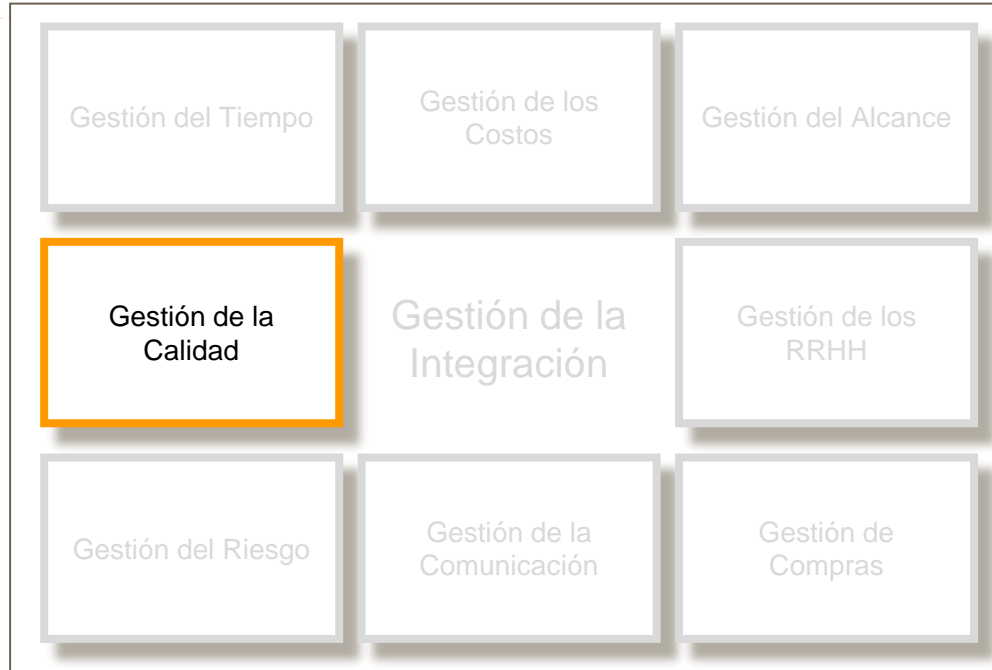 Gestión del Tiempo
Gestión de los
Costos
Gestión del Alcance
Gestión de la
Calidad
Gestión de la
Integración
Gestión de los
RRHH
Gestión del Riesgo
Gestión de la
Comunicación
Gestión de
Compras